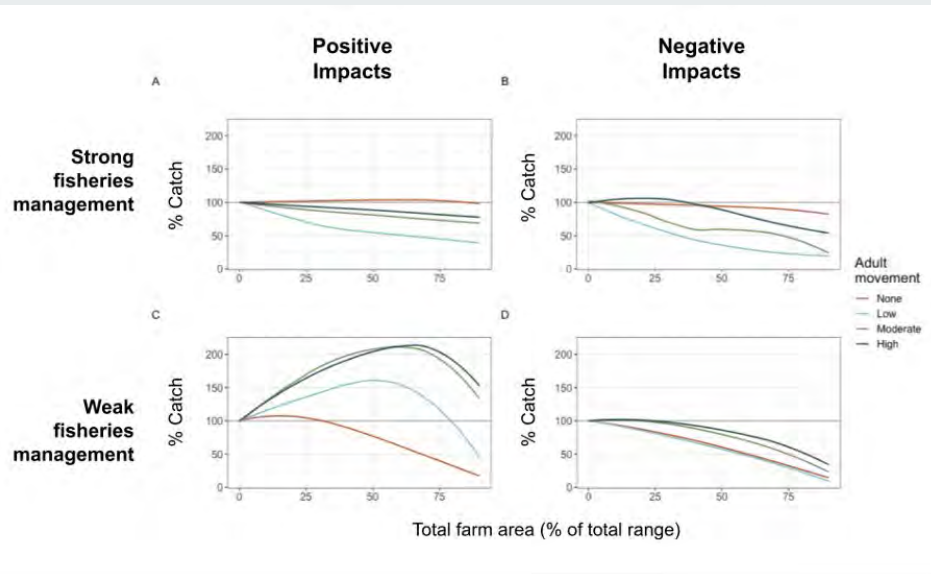 Positive
Impacts
Negative
Impacts
A
B
Strong
fisheries
management
% Catch
200
150
100
50
0
0 25 50 75
% Catch
200
150
100
50
0
0 25 50 75
Adult
movement
None
Low
Moderate
High
C
D
Weak
fisheries
management
% Catch
200
150
100
50
0
0 25 50 75
% Catch
200
150
100
50
0
0 25 50 75
Total farm area (% of total range)